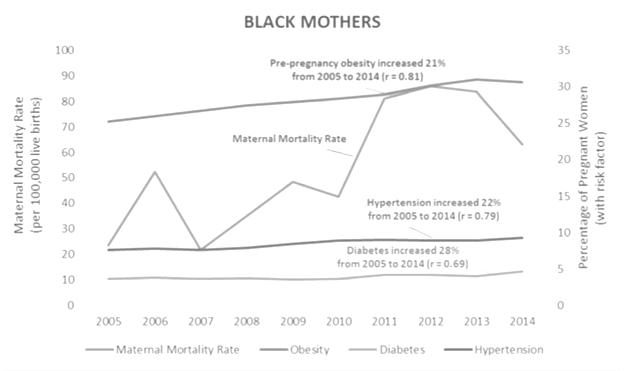 BLACK MOTHERS
Maternal Mortality Rate
(per 100,000 live births)
100
90
80
70
60
50
40
30
20
10
0
Pre-pregnancy obesity increased 21%
from 2005 to 2014 (r = 0.81)
Maternal Mortality Rate
Hypertension increased 22%
from 2005 to 2014 (r = 0.79)
Diabetes increased 28%
from 2005 to 2014 (r = 0.69)
35
30
25
20
15
10
5
0
Percentage of Pregnant Women
(with risk factor)
2005 2006 2007 2008 2009 2010 2011 2012 2013 2014
Maternal Mortality Rate Obesity Diabetes Hypertension